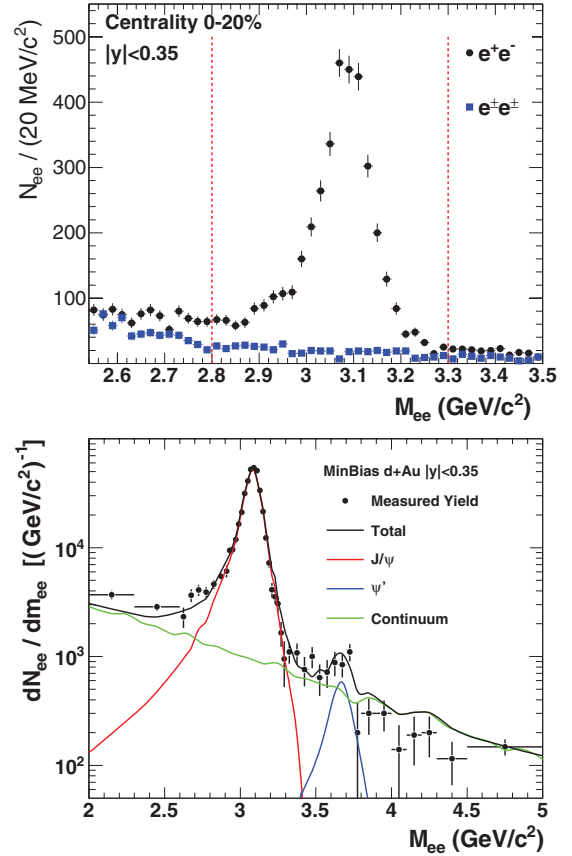 Centrality 0-20%
|y|<0.35
e⁺e⁻
e±e±
N_ee / (20 MeV/c²)
500
400
300
200
100
2.6 2.7 2.8 2.9 3 3.1 3.2 3.3 3.4 3.5
M_ee (GeV/c²)
MinBias d+Au |y|<0.35
Measured Yield
Total
J/ψ
ψ'
Continuum
dN_ee / dm_ee [(GeV/c²)⁻¹]
10⁴
10³
10²
2 2.5 3 3.5 4 4.5 5
M_ee (GeV/c²)